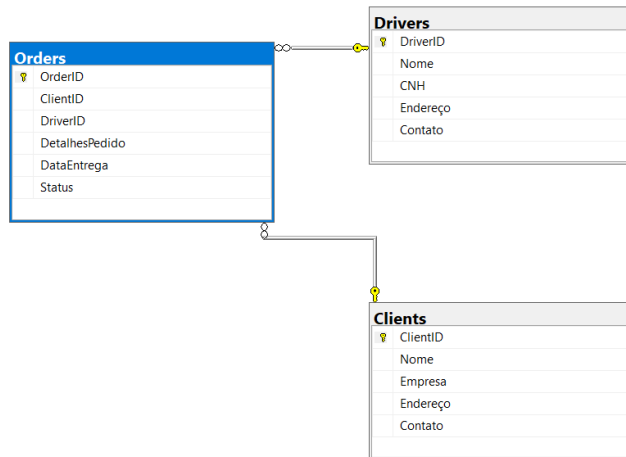 Orders
OrderID
ClientID
DriverID
DetalhesPedido
DataEntrega
Status
Drivers
DriverID
Nome
CNH
Endereço
Contato
Clients
ClientID
Nome
Empresa
Endereço
Contato